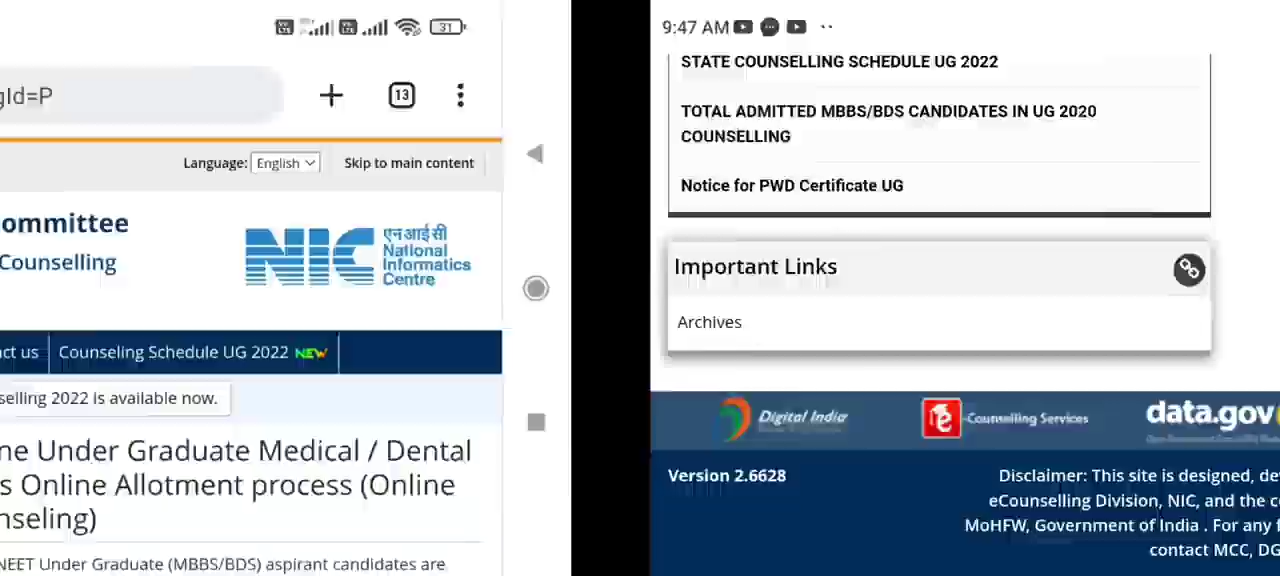 31
gId=P
13
Language: English
Skip to main content
ommittee
Counselling
NIC
एन आई सी
National
Informatics
Centre
ct us
Counseling Schedule UG 2022 NEW
selling 2022 is available now.
ne Under Graduate Medical / Dental
s Online Allotment process (Online
nseling)
NEET Under Graduate (MBBS/BDS) aspirant candidates are
9:47 AM
STATE COUNSELLING SCHEDULE UG 2022
TOTAL ADMITTED MBBS/BDS CANDIDATES IN UG 2020
COUNSELLING
Notice for PWD Certificate UG
Important Links
Archives
Digital India
e-Counselling Services
data.gov
Version 2.6628
Disclaimer: This site is designed, de
eCounselling Division, NIC, and the c
MoHFW, Government of India . For any f
contact MCC, DG